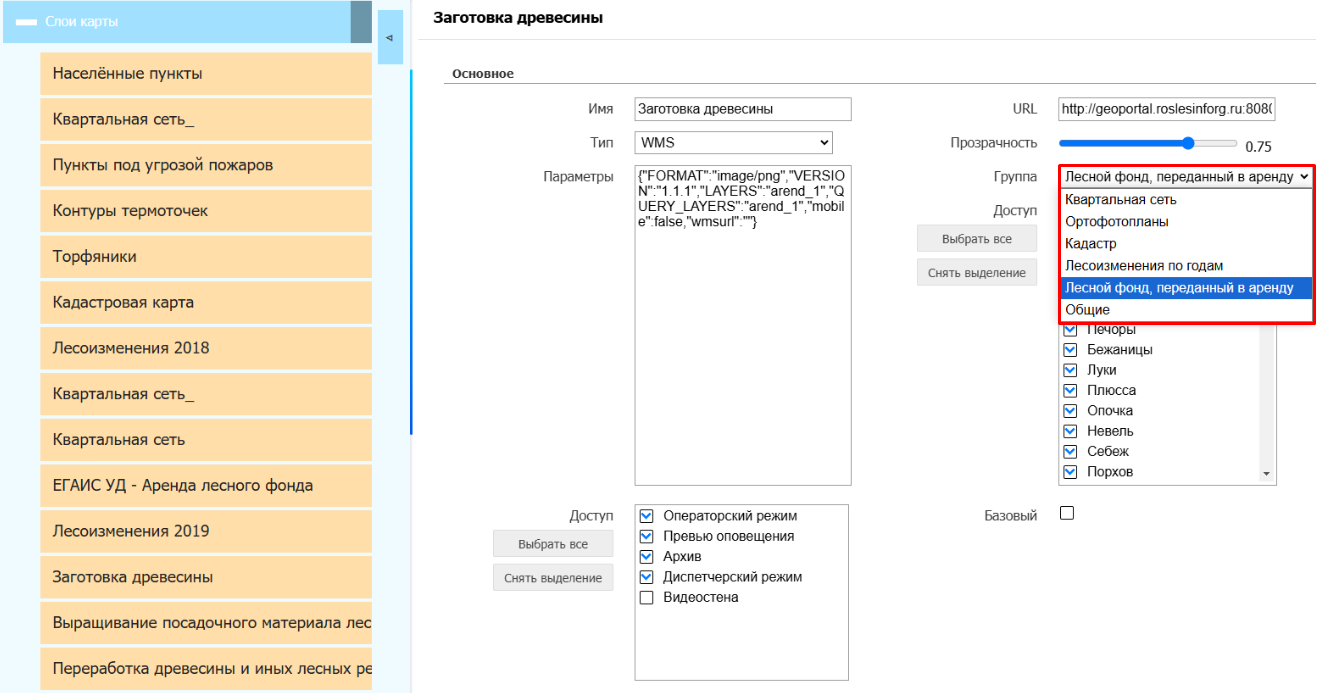 Слои карты
Населённые пункты
Квартальная сеть_
Пункты под угрозой пожаров
Контуры термоточек
Торфяники
Кадастровая карта
Лесоизменения 2018
Квартальная сеть_
Квартальная сеть
ЕГАИС УД - Аренда лесного фонда
Лесоизменения 2019
Заготовка древесины
Выращивание посадочного материала лес
Переработка древесины и иных лесных ре
Заготовка древесины
Основное
Имя
Заготовка древесины
Тип
WMS
Параметры
{"FORMAT":"image/png","VERSIO
N":"1.1.1","LAYERS":"arend_1","Q
UERY_LAYERS":"arend_1","mobil
e":false,"wmsurl":""}
URL
http://geoportal.roslesinforg.ru:8080
Прозрачность
0.75
Группа
Лесной фонд, переданный в аренду
Квартальная сеть
Ортофотопланы
Кадастр
Лесоизменения по годам
Лесной фонд, переданный в аренду
Общие
Доступ
Выбрать все
Снять выделение
Печоры
Бежаницы
Луки
Плюсса
Опочка
Невель
Себеж
Порхов
Доступ
Выбрать все
Снять выделение
Операторский режим
Превью оповещения
Архив
Диспетчерский режим
Видеостена
Базовый